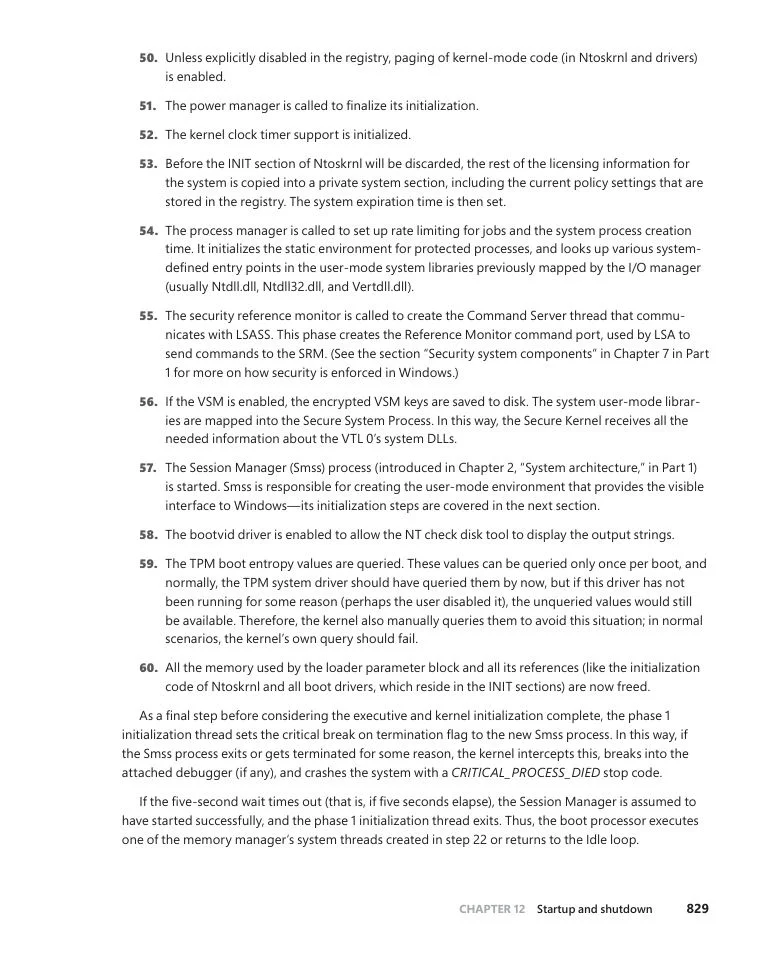 50. Unless explicitly disabled in the registry, paging of kernel-mode code (in Ntoskrnl and drivers)
is enabled.
51. The power manager is called to finalize its initialization.
52. The kernel clock timer support is initialized.
53. Before the INIT section of Ntoskrnl will be discarded, the rest of the licensing information for
the system is copied into a private system section, including the current policy settings that are
stored in the registry. The system expiration time is then set.
54. The process manager is called to set up rate limiting for jobs and the system process creation
time. It initializes the static environment for protected processes, and looks up various system-
defined entry points in the user-mode system libraries previously mapped by the I/O manager
(usually Ntdll.dll, Ntdll32.dll, and Vertdll.dll).
55. The security reference monitor is called to create the Command Server thread that commu-
nicates with LSASS. This phase creates the Reference Monitor command port, used by LSA to
send commands to the SRM. (See the section “Security system components” in Chapter 7 in Part
1 for more on how security is enforced in Windows.)
56. If the VSM is enabled, the encrypted VSM keys are saved to disk. The system user-mode librar-
ies are mapped into the Secure System Process. In this way, the Secure Kernel receives all the
needed information about the VTL 0’s system DLLs.
57. The Session Manager (Smss) process (introduced in Chapter 2, “System architecture,” in Part 1)
is started. Smss is responsible for creating the user-mode environment that provides the visible
interface to Windows—its initialization steps are covered in the next section.
58. The bootvid driver is enabled to allow the NT check disk tool to display the output strings.
59. The TPM boot entropy values are queried. These values can be queried only once per boot, and
normally, the TPM system driver should have queried them by now, but if this driver has not
been running for some reason (perhaps the user disabled it), the unqueried values would still
be available. Therefore, the kernel also manually queries them to avoid this situation; in normal
scenarios, the kernel’s own query should fail.
60. All the memory used by the loader parameter block and all its references (like the initialization
code of Ntoskrnl and all boot drivers, which reside in the INIT sections) are now freed.
As a final step before considering the executive and kernel initialization complete, the phase 1
initialization thread sets the critical break on termination flag to the new Smss process. In this way, if
the Smss process exits or gets terminated for some reason, the kernel intercepts this, breaks into the
attached debugger (if any), and crashes the system with a CRITICAL_PROCESS_DIED stop code.
If the five-second wait times out (that is, if five seconds elapse), the Session Manager is assumed to
have started successfully, and the phase 1 initialization thread exits. Thus, the boot processor executes
one of the memory manager’s system threads created in step 22 or returns to the Idle loop.
CHAPTER 12 Startup and shutdown 829